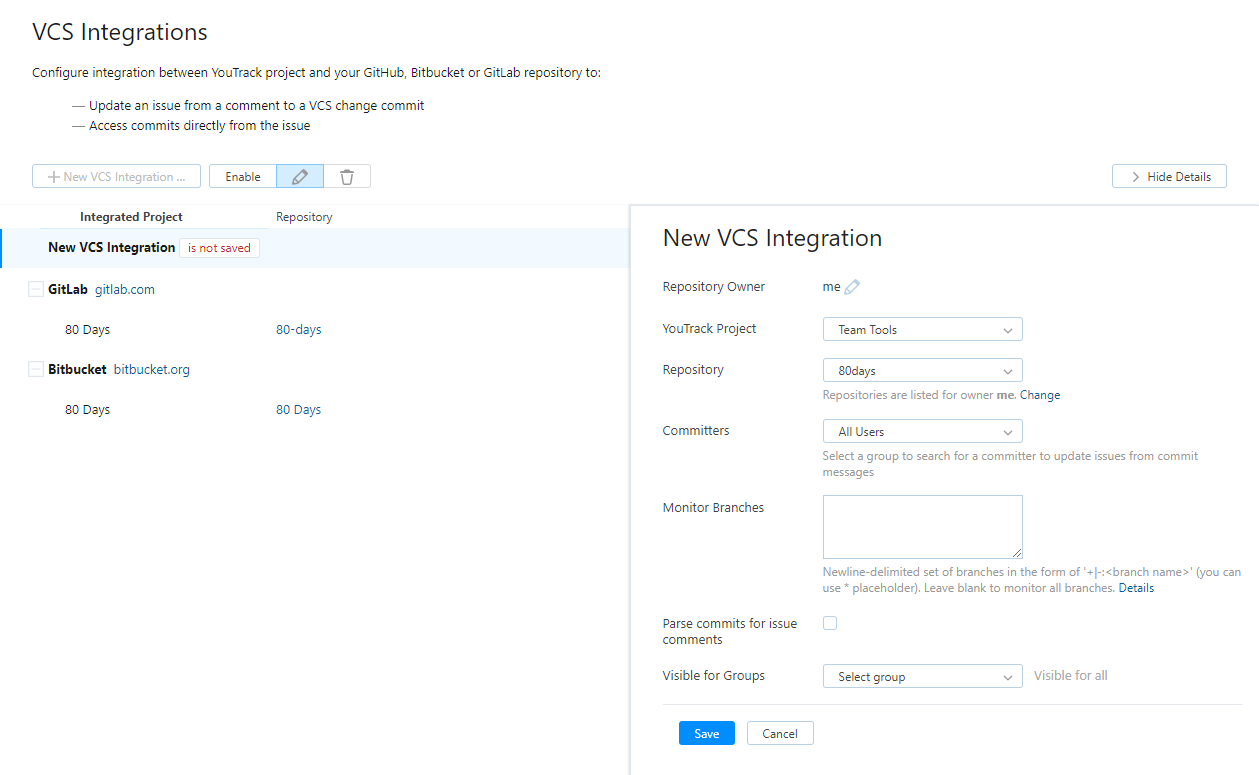 VCS Integrations
Configure integration between YouTrack project and your GitHub, Bitbucket or GitLab repository to:
— Update an issue from a comment to a VCS change commit
— Access commits directly from the issue
+ New VCS Integration ...
Enable
Hide Details
Integrated Project
Repository
New VCS Integration is not saved
GitLab gitlab.com
80 Days
80-days
Bitbucket bitbucket.org
80 Days
80 Days
New VCS Integration
Repository Owner
me
YouTrack Project
Team Tools
Repository
80days
Repositories are listed for owner me. Change
Committers
All Users
Select a group to search for a committer to update issues from commit
messages
Monitor Branches
Newline-delimited set of branches in the form of '+|-:<branch name>' (you can
use * placeholder). Leave blank to monitor all branches. Details
Parse commits for issue
comments
Visible for Groups
Select group
Visible for all
Save
Cancel